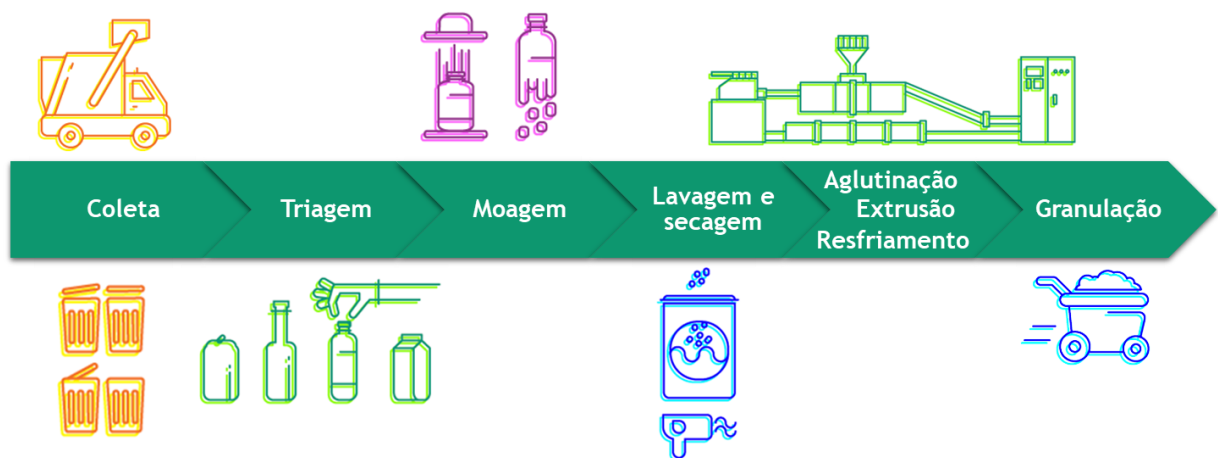 Coleta
Triagem
Moagem
Lavagem e
secagem
Aglutinação
Extrusão
Resfriamento
Granulação